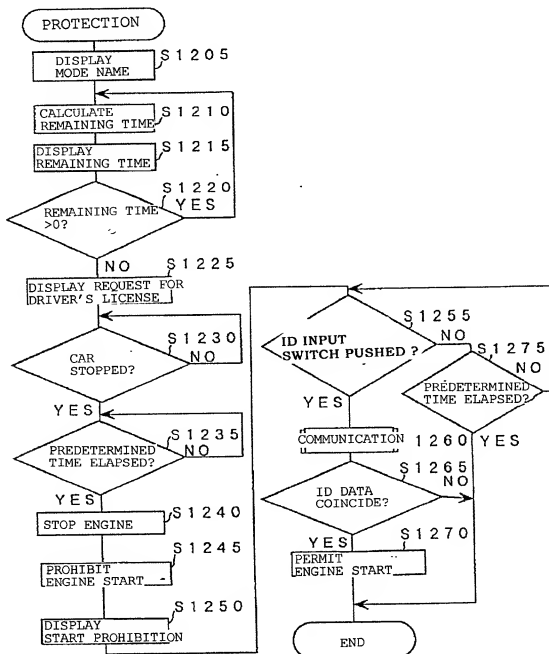 PROTECTION
DISPLAY
MODE NAME
S1205
CALCULATE
REMAINING TIME
S1210
DISPLAY
REMAINING TIME
S1215
S1220
REMAINING TIME
>0?
YES
NO
S1225
DISPLAY REQUEST FOR
DRIVER'S LICENSE
S1230
CAR
STOPPED?
NO
YES
S1235
PREDETERMINED
TIME ELAPSED?
NO
YES
STOP ENGINE
S1240
S1245
PROHIBIT
ENGINE START
S1250
DISPLAY
START PROHIBITION
S1255
ID INPUT
SWITCH PUSHED ?
NO
S1275
NO
PREDETERMINED
TIME ELAPSED?
YES
YES
COMMUNICATION
1260
S1265
NO
ID DATA
COINCIDE?
YES
S1270
PERMIT
ENGINE START
END